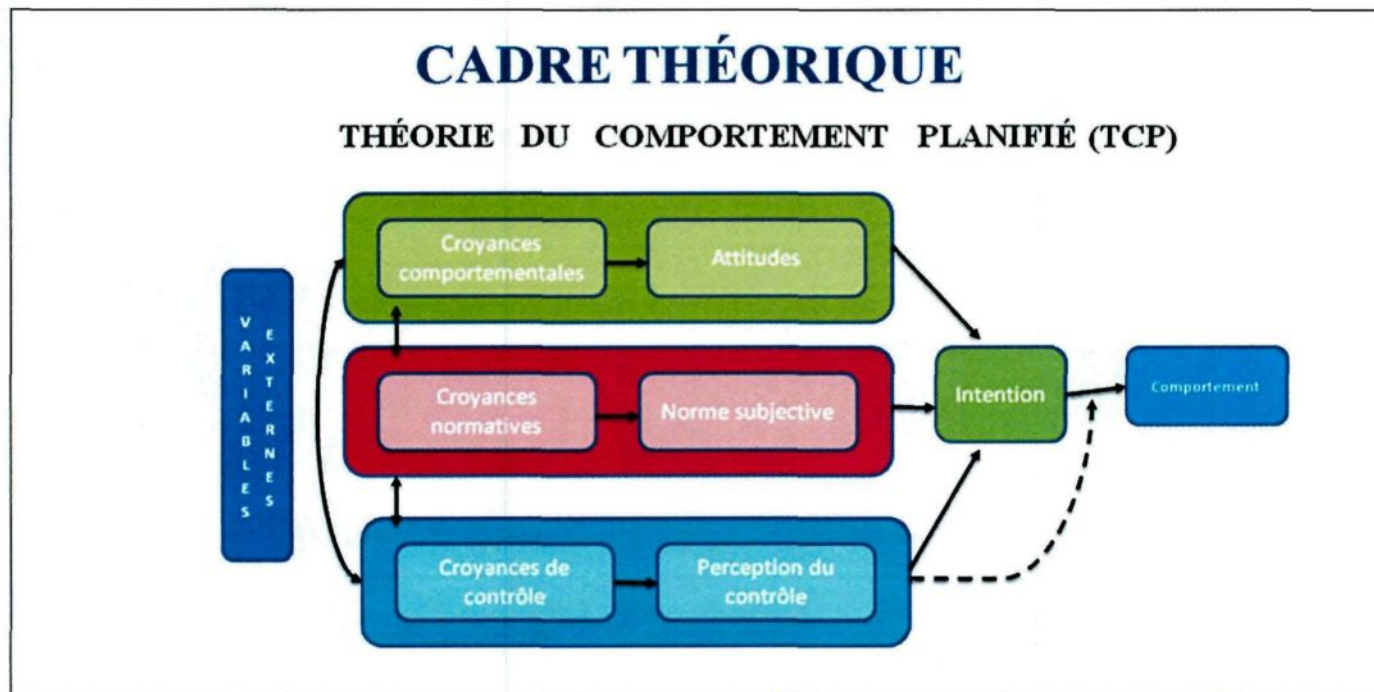 CADRE THÉORIQUE
THÉORIE DU COMPORTEMENT PLANIFIÉ (TCP)
VARIABLES
EXTERNES
Croyances
comportementales
Attitudes
Croyances
normatives
Norme subjective
Croyances de
contrôle
Perception du
contrôle
Intention
Comportement